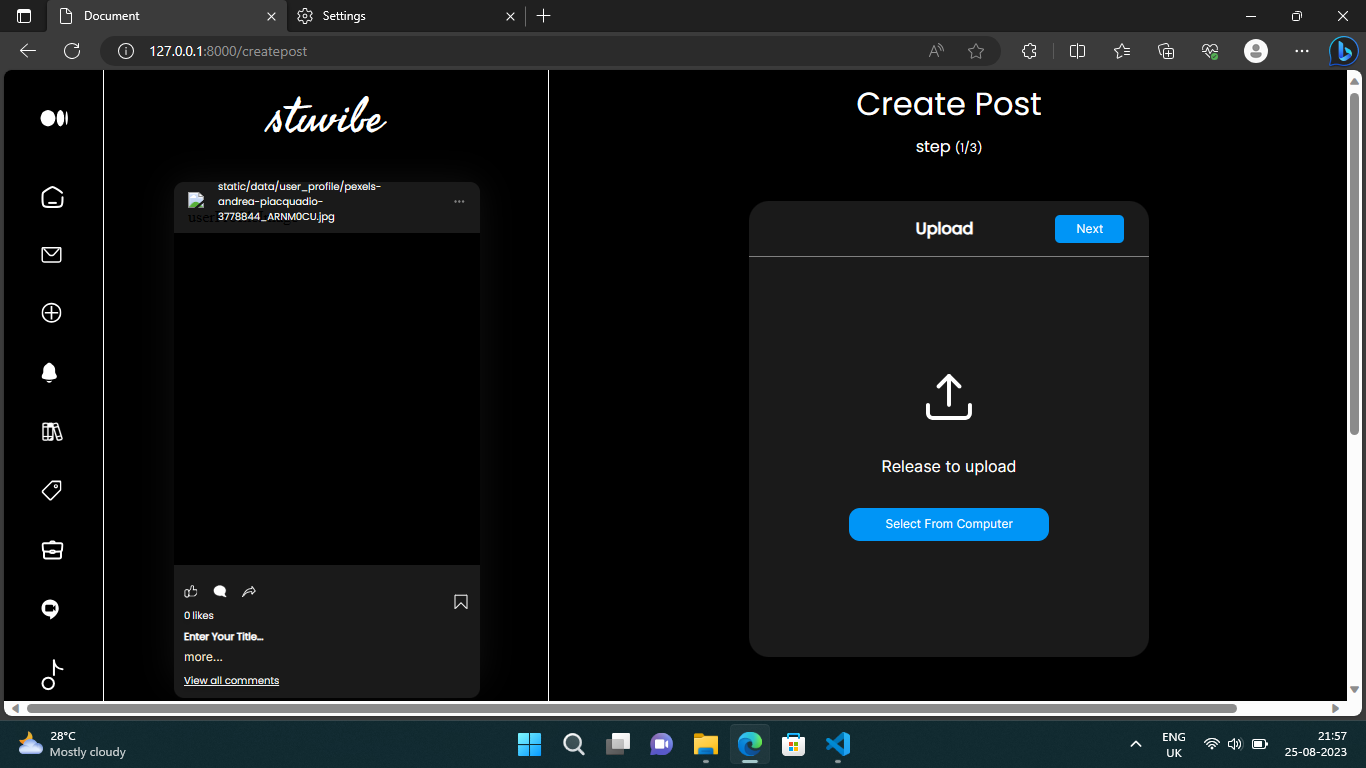 Document
Settings
127.0.0.1:8000/createpost
stuvibe
static/data/user_profile/pexels-
andrea-piacquadio-
3778844_ARNM0CU.jpg
0 likes
Enter Your Title...
more...
View all comments
Create Post
step (1/3)
Upload
Next
Release to upload
Select From Computer
28°C
Mostly cloudy
ENG
UK
21:57
25-08-2023